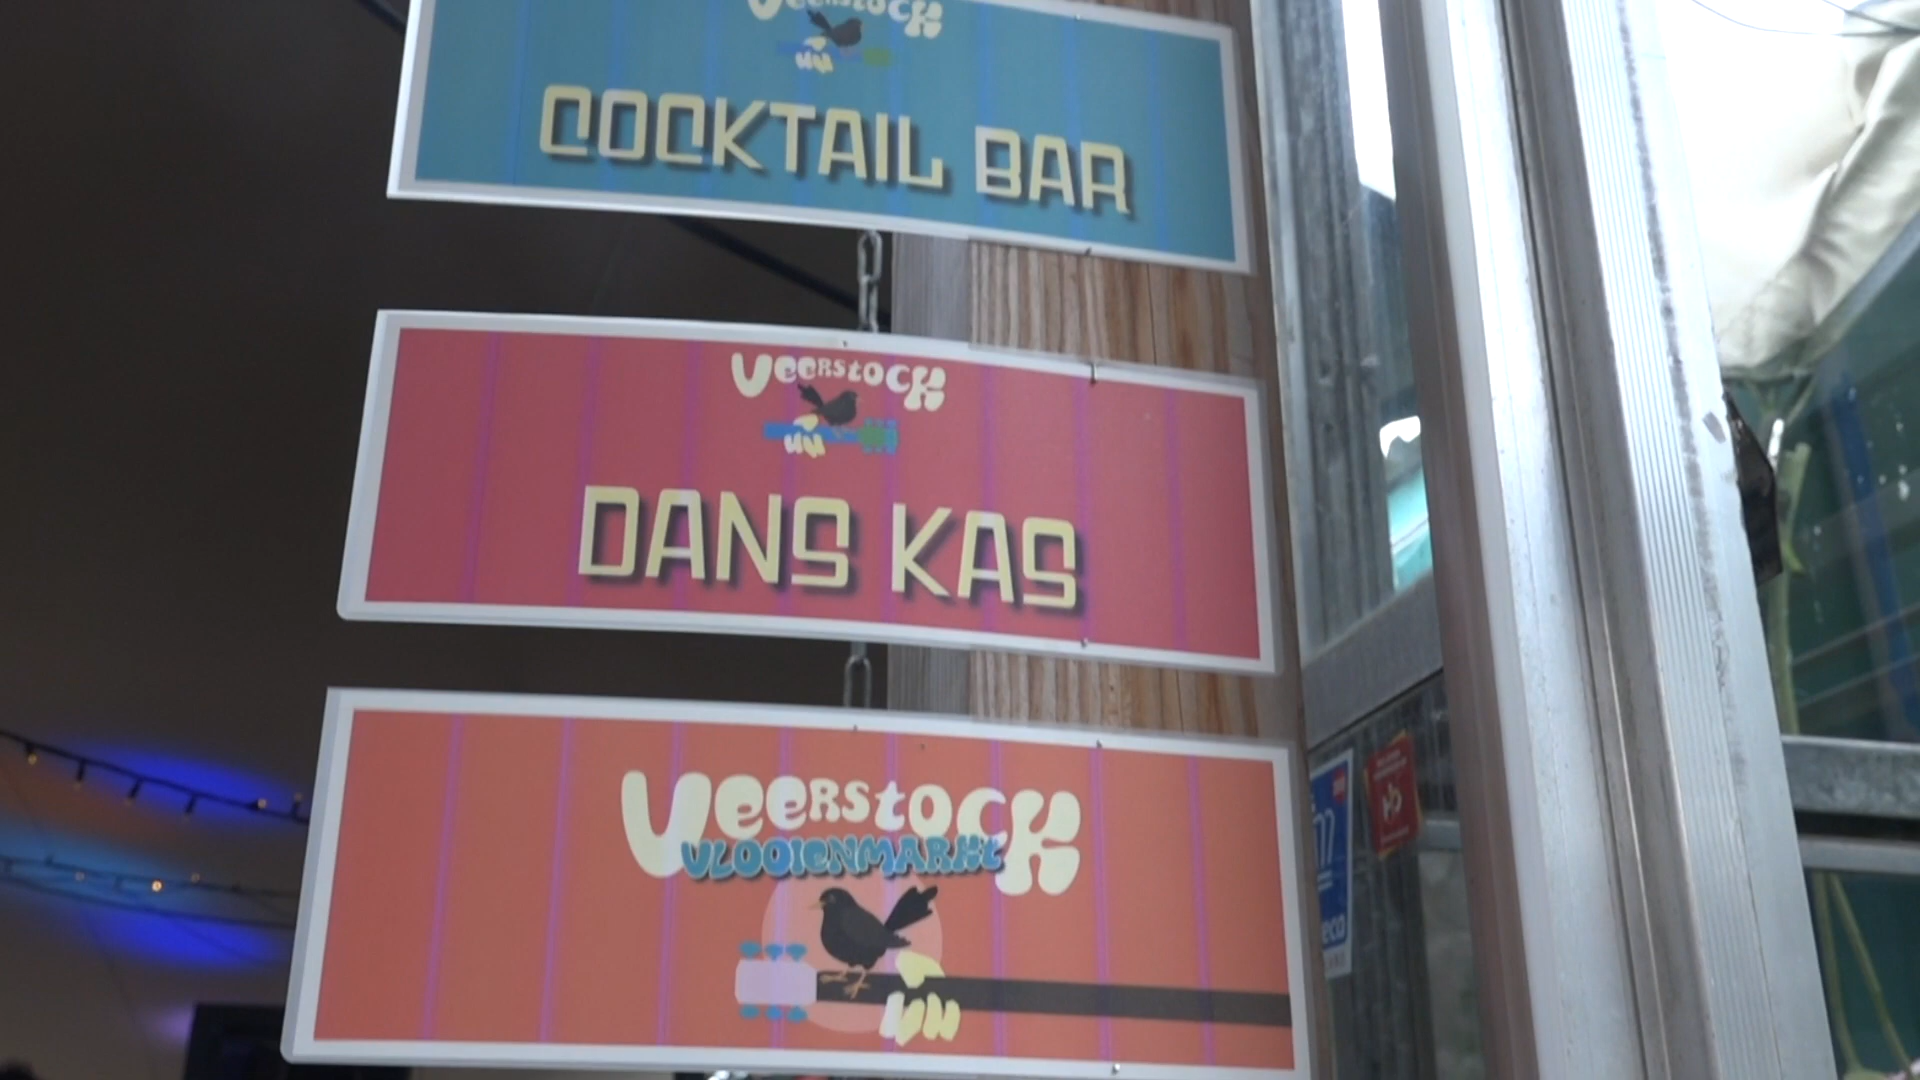 Veerstock
COCKTAIL BAR
Veerstock
DANS KAS
Veerstock
VLOOIENMARKt